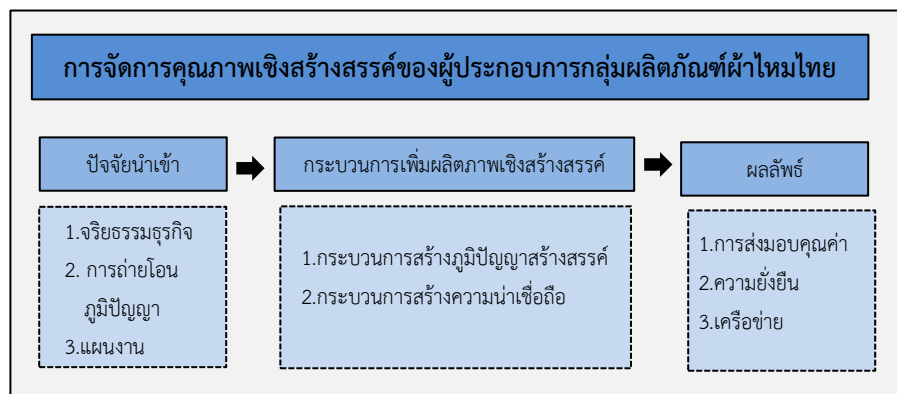 การจัดการคุณภาพเชิงสร้างสรรค์ของผู้ประกอบการกลุ่มผลิตภัณฑ์ผ้าไหมไทย
ปัจจัยนำเข้า
กระบวนการเพิ่มผลิตภาพเชิงสร้างสรรค์
ผลลัพธ์
1.จริยธรรมธุรกิจ
2. การถ่ายโอน
ภูมิปัญญา
3.แผนงาน
1.กระบวนการสร้างภูมิปัญญาสร้างสรรค์
2.กระบวนการสร้างความน่าเชื่อถือ
1.การส่งมอบคุณค่า
2.ความยั่งยืน
3.เครือข่าย